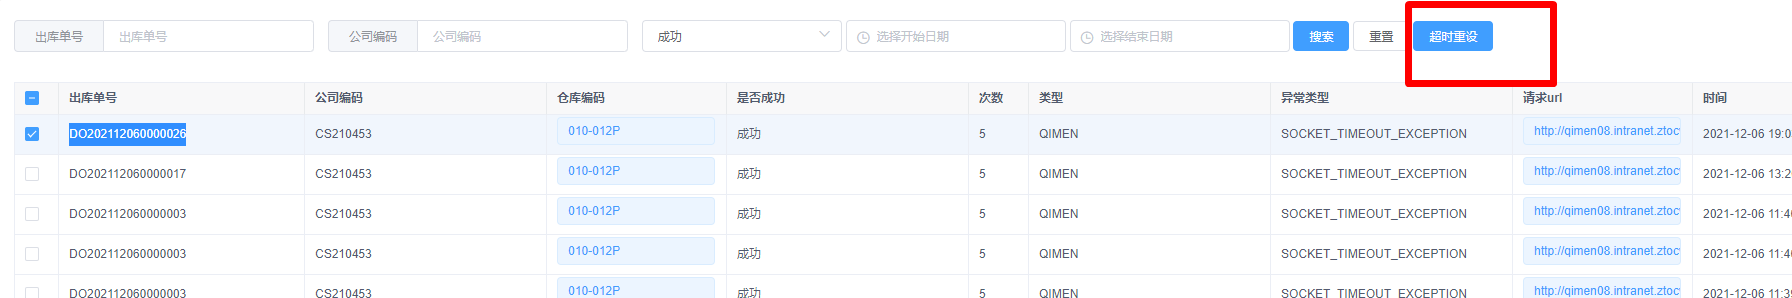 出库单号 出库单号 公司编码 公司编码 成功 选择开始日期 选择结束日期 搜索 重置 超时重设
出库单号 公司编码 仓库编码 是否成功 次数 类型 异常类型 请求url 时间
DO202112060000026 CS210453 010-012P 成功 5 QIMEN SOCKET_TIMEOUT_EXCEPTION http://qimen08.intranet.ztoc 2021-12-06 19:0
DO202112060000017 CS210453 010-012P 成功 5 QIMEN SOCKET_TIMEOUT_EXCEPTION http://qimen08.intranet.ztoc 2021-12-06 13:2
DO202112060000003 CS210453 010-012P 成功 5 QIMEN SOCKET_TIMEOUT_EXCEPTION http://qimen08.intranet.ztoc 2021-12-06 11:4
DO202112060000003 CS210453 010-012P 成功 5 QIMEN SOCKET_TIMEOUT_EXCEPTION http://qimen08.intranet.ztoc 2021-12-06 11:4
DO202112060000003 CS210453 010-012P 成功 5 QIMEN SOCKET_TIMEOUT_EXCEPTION http://qimen08.intranet.ztoc 2021-12-06 11:3